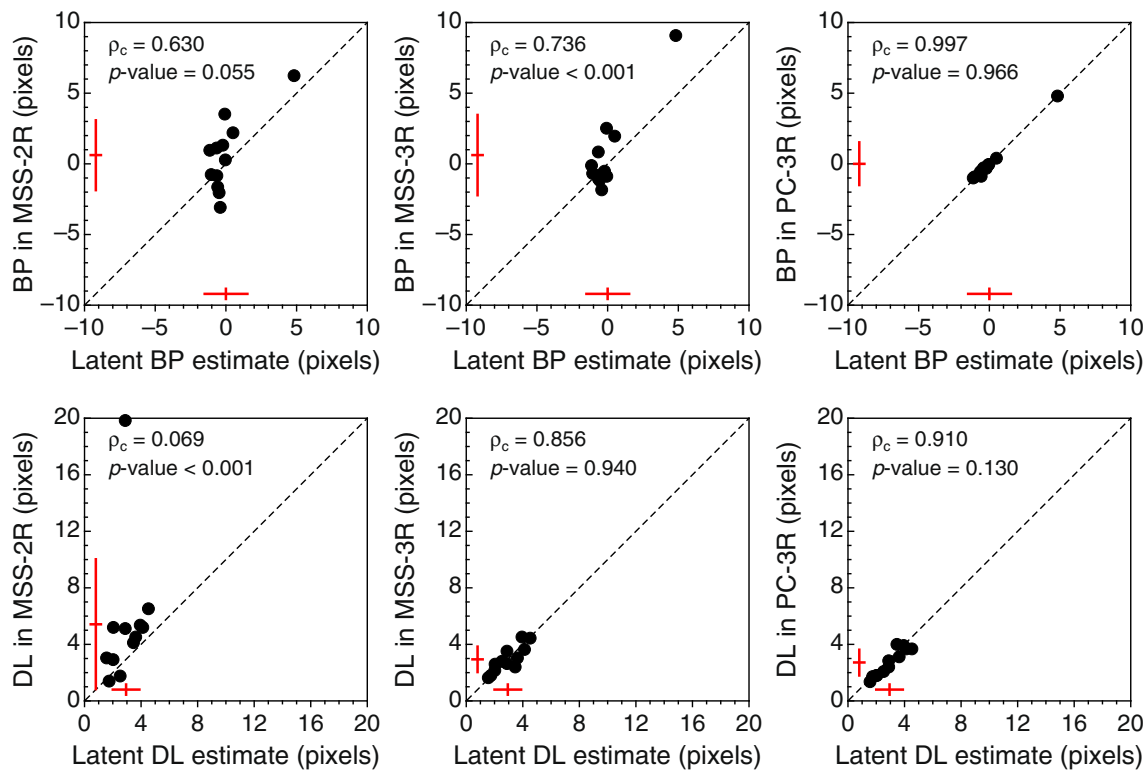 BP in MSS-2R (pixels)
10
5
0
−5
−10
ρc = 0.630
p-value = 0.055
−10 −5 0 5 10
Latent BP estimate (pixels)
BP in MSS-3R (pixels)
10
5
0
−5
−10
ρc = 0.736
p-value < 0.001
−10 −5 0 5 10
Latent BP estimate (pixels)
BP in PC-3R (pixels)
10
5
0
−5
−10
ρc = 0.997
p-value = 0.966
−10 −5 0 5 10
Latent BP estimate (pixels)
DL in MSS-2R (pixels)
20
16
12
8
4
0
ρc = 0.069
p-value < 0.001
0 4 8 12 16 20
Latent DL estimate (pixels)
DL in MSS-3R (pixels)
20
16
12
8
4
0
ρc = 0.856
p-value = 0.940
0 4 8 12 16 20
Latent DL estimate (pixels)
DL in PC-3R (pixels)
20
16
12
8
4
0
ρc = 0.910
p-value = 0.130
0 4 8 12 16 20
Latent DL estimate (pixels)